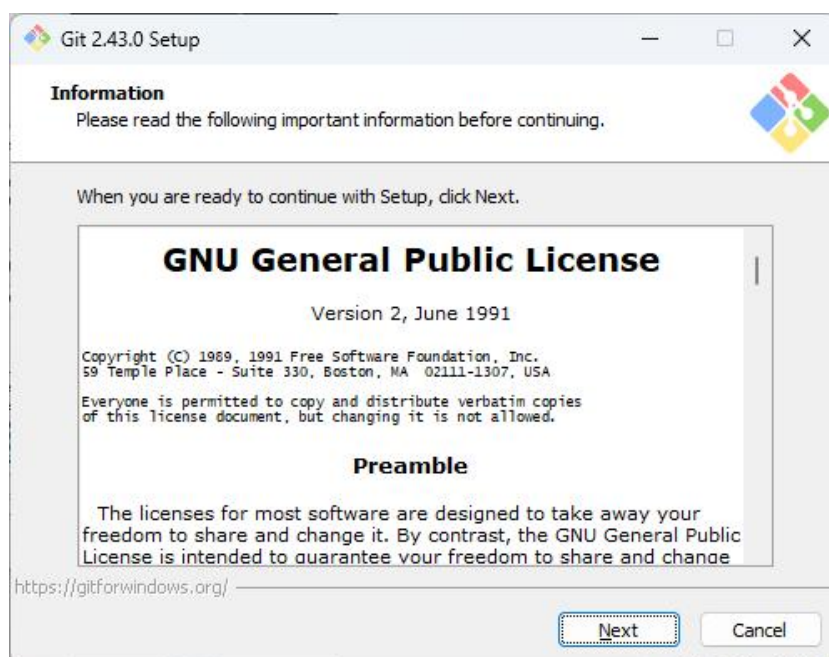 Git 2.43.0 Setup
Information
Please read the following important information before continuing.
When you are ready to continue with Setup, click Next.
GNU General Public License
Version 2, June 1991
Copyright (C) 1989, 1991 Free Software Foundation, Inc.
59 Temple Place - Suite 330, Boston, MA  02111-1307, USA
Everyone is permitted to copy and distribute verbatim copies
of this license document, but changing it is not allowed.
Preamble
The licenses for most software are designed to take away your
freedom to share and change it. By contrast, the GNU General Public
License is intended to guarantee your freedom to share and change
https://gitforwindows.org/
Next
Cancel